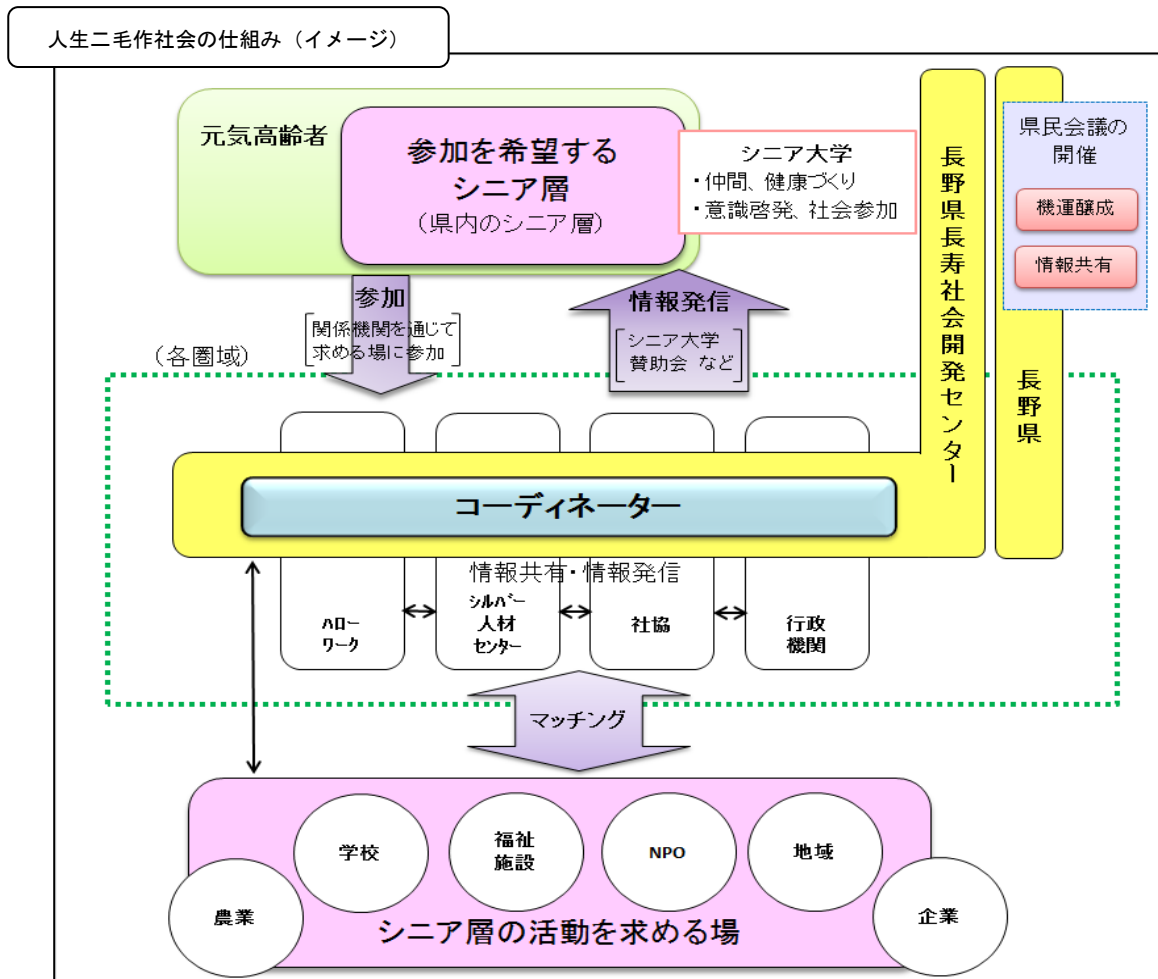 人生二毛作社会の仕組み（イメージ）
元気高齢者
参加を希望する
シニア層
（県内のシニア層）
シニア大学
・仲間、健康づくり
・意識啓発、社会参加
長野県長寿社会開発センター
長野県
県民会議の
開催
機運醸成
情報共有
参加
関係機関を通じて
求める場に参加
情報発信
シニア大学
賛助会 など
（各圏域）
コーディネーター
情報共有・情報発信
ハロー
ワーク
シルバー
人材
センター
社協
行政
機関
マッチング
学校
福祉
施設
NPO
地域
農業
企業
シニア層の活動を求める場